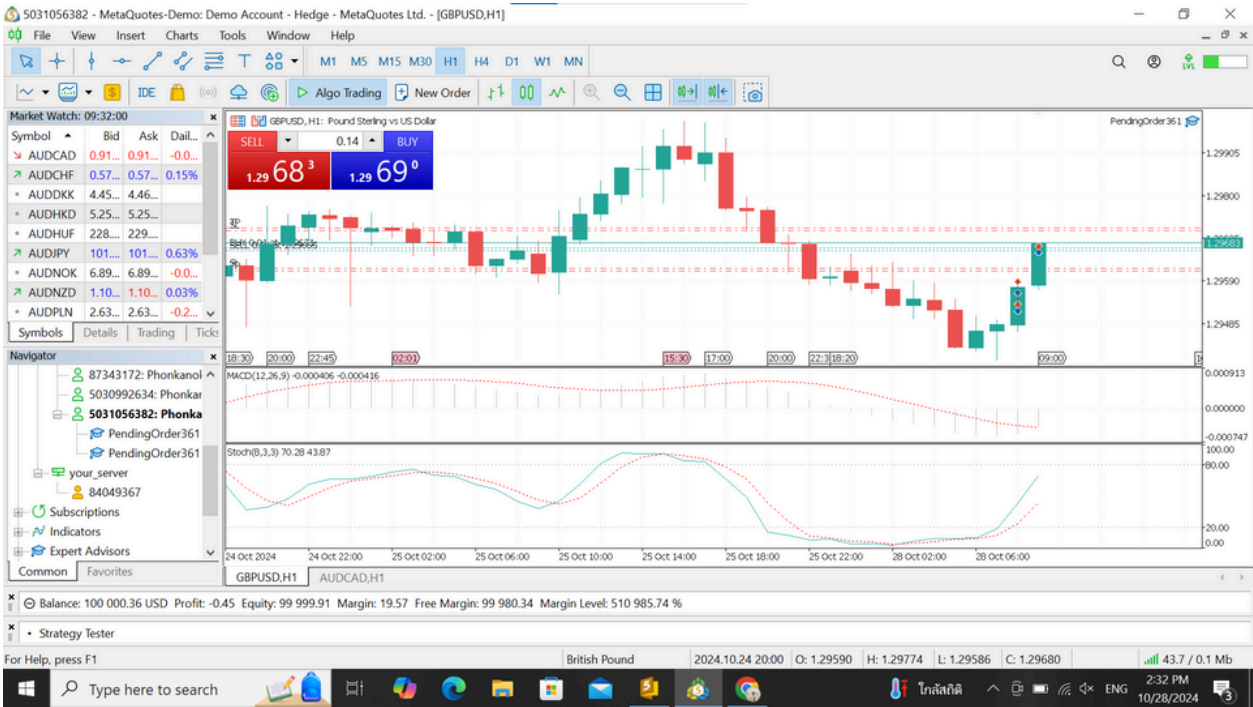 5031056382 - MetaQuotes-Demo: Demo Account - Hedge - MetaQuotes Ltd. - [GBPUSD,H1]
File View Insert Charts Tools Window Help
M1 M5 M15 M30 H1 H4 D1 W1 MN
LVL
IDE Algo Trading New Order
Market Watch: 09:32:00
Symbol Bid Ask Dail...
AUDCAD 0.91... 0.91... -0.0...
AUDCHF 0.57... 0.57... 0.15%
AUDDKK 4.45... 4.46...
AUDHKD 5.25... 5.25...
AUDHUF 228.... 229....
AUDJPY 101.... 101.... 0.63%
AUDNOK 6.89... 6.89... -0.0...
AUDNZD 1.10... 1.10... 0.03%
AUDPLN 2.63... 2.63... -0.2...
Symbols Details Trading Ticks
Navigator
87343172: Phonkanol
5030992634: Phonkar
5031056382: Phonka
PendingOrder361
PendingOrder361
your_server
84049367
Subscriptions
Indicators
Expert Advisors
Common Favorites
GBPUSD, H1: Pound Sterling vs US Dollar
PendingOrder361
SELL 0.14 BUY
1.29 68 3 1.29 69 0
1.29905
1.29800
1.29683
1.29590
1.29485
18:30 20:00 22:45 02:01 15:30 17:00 20:00 22:3 18:20 09:00
MACD(12,26,9) -0.000406 -0.000416
0.000913
0.000000
-0.000747
Stoch(8,3,3) 70.28 43.87
100.00
80.00
20.00
0.00
24 Oct 2024 24 Oct 22:00 25 Oct 02:00 25 Oct 06:00 25 Oct 10:00 25 Oct 14:00 25 Oct 18:00 25 Oct 22:00 28 Oct 02:00 28 Oct 06:00
GBPUSD,H1 AUDCAD,H1
Balance: 100 000.36 USD Profit: -0.45 Equity: 99 999.91 Margin: 19.57 Free Margin: 99 980.34 Margin Level: 510 985.74 %
Strategy Tester
For Help, press F1
British Pound 2024.10.24 20:00 O: 1.29590 H: 1.29774 L: 1.29586 C: 1.29680 43.7 / 0.1 Mb
Type here to search
ใกล้สถิติ
ENG
2:32 PM
10/28/2024
3